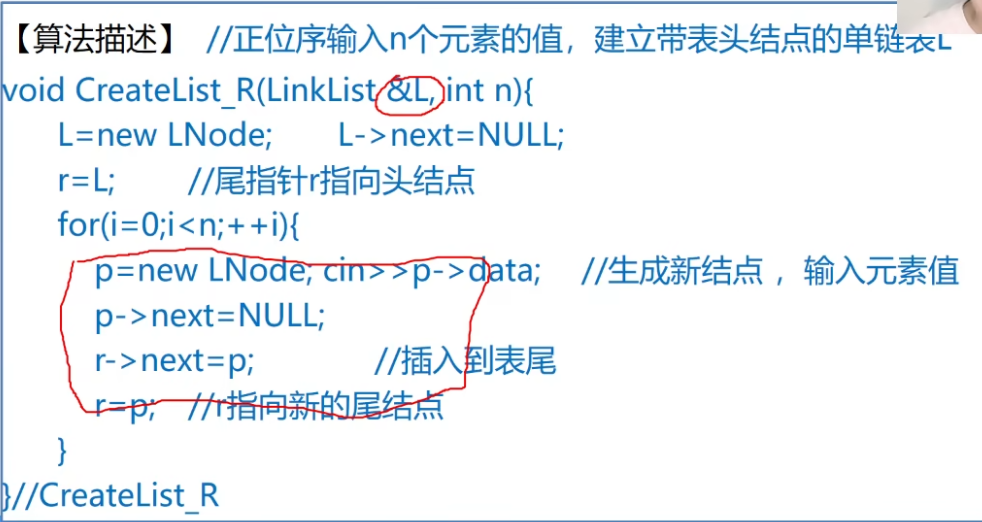 【算法描述】 //正位序输入n个元素的值，建立带表头结点的单链表L
void CreateList_R(LinkList &L, int n){
L=new LNode; L->next=NULL;
r=L; //尾指针r指向头结点
for(i=0;i<n;++i){
p=new LNode; cin>>p->data; //生成新结点，输入元素值
p->next=NULL;
r->next=p; //插入到表尾
r=p; //r指向新的尾结点
}
}//CreateList_R